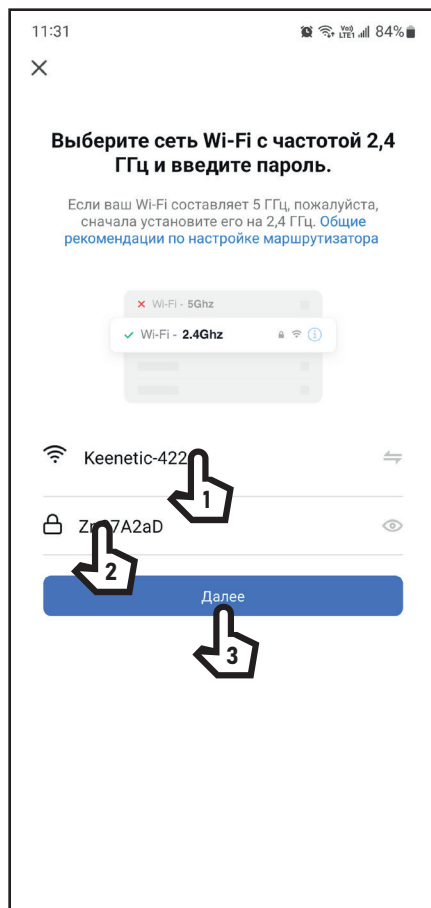 11:31 Vo)) LTE1 84%
Выберите сеть Wi-Fi с частотой 2,4
ГГц и введите пароль.
Если ваш Wi-Fi составляет 5 ГГц, пожалуйста,
сначала установите его на 2,4 ГГц. Общие
рекомендации по настройке маршрутизатора
Wi-Fi - 5Ghz
Wi-Fi - 2.4Ghz
Keenetic-422
1
2
Далее
3